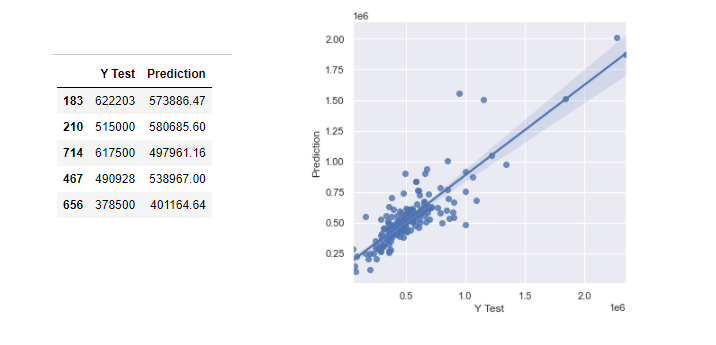 Y Test Prediction
183 622203 573886.47
210 515000 580685.60
714 617500 497961.16
467 490928 538967.00
656 378500 401164.64
1e6
2.00
1.75
1.50
1.25
1.00
0.75
0.50
0.25
Prediction
0.5 1.0 1.5 2.0
Y Test
1e6